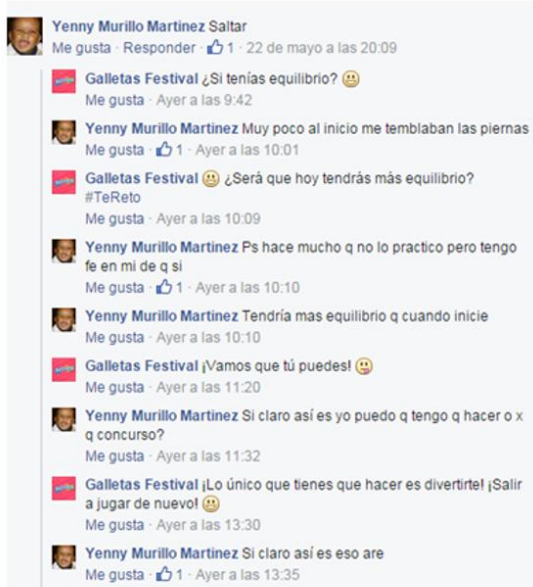 Yenny Murillo Martinez Saltar
Me gusta · Responder · 1 · 22 de mayo a las 20:09
Galletas Festival ¿Si tenías equilibrio?
Me gusta · Ayer a las 9:42
Yenny Murillo Martinez Muy poco al inicio me temblaban las piernas
Me gusta · 1 · Ayer a las 10:01
Galletas Festival ¿Será que hoy tendrás más equilibrio?
#TeReto
Me gusta · Ayer a las 10:09
Yenny Murillo Martinez Ps hace mucho q no lo practico pero tengo
fe en mi de q si
Me gusta · 1 · Ayer a las 10:10
Yenny Murillo Martinez Tendría mas equilibrio q cuando inicie
Me gusta · Ayer a las 10:10
Galletas Festival ¡Vamos que tú puedes!
Me gusta · Ayer a las 11:20
Yenny Murillo Martinez Si claro así es yo puedo q tengo q hacer o x
q concurso?
Me gusta · Ayer a las 11:32
Galletas Festival ¡Lo único que tienes que hacer es divertirte! ¡Salir
a jugar de nuevo!
Me gusta · Ayer a las 13:30
Yenny Murillo Martinez Si claro así es eso are
Me gusta · 1 · Ayer a las 13:35